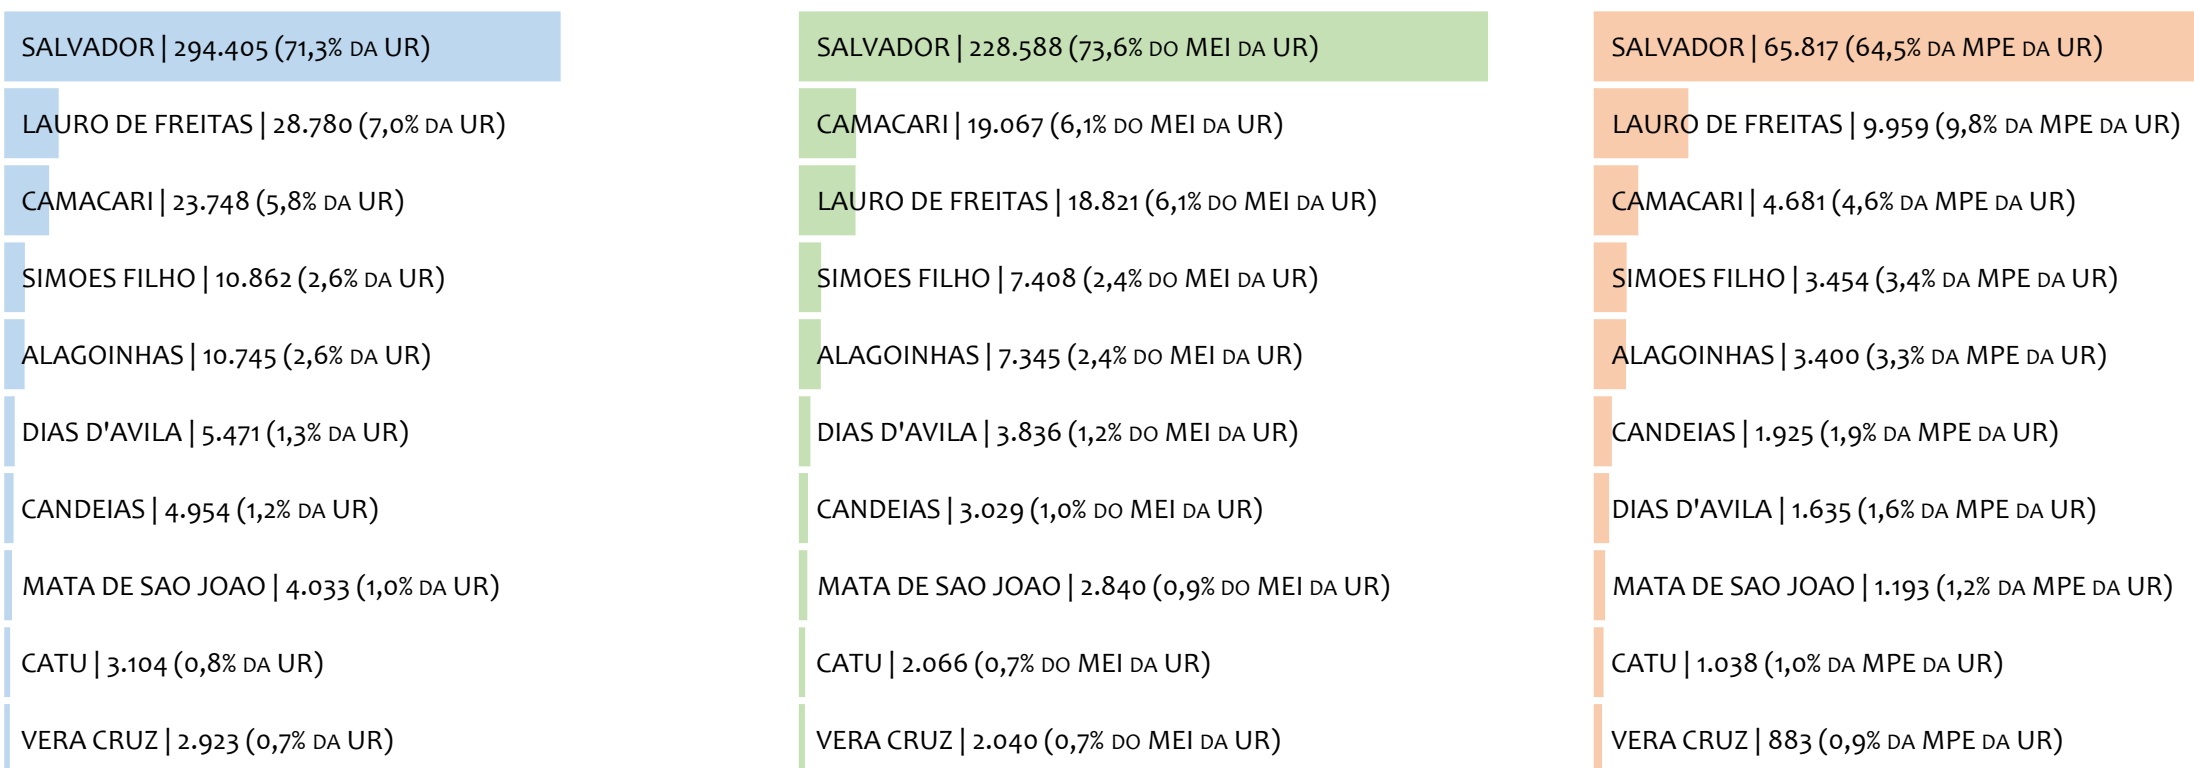 SALVADOR | 294.405 (71,3% DA UR)
LAURO DE FREITAS | 28.780 (7,0% DA UR)
CAMACARI | 23.748 (5,8% DA UR)
SIMOES FILHO | 10.862 (2,6% DA UR)
ALAGOINHAS | 10.745 (2,6% DA UR)
DIAS D'AVILA | 5.471 (1,3% DA UR)
CANDEIAS | 4.954 (1,2% DA UR)
MATA DE SAO JOAO | 4.033 (1,0% DA UR)
CATU | 3.104 (0,8% DA UR)
VERA CRUZ | 2.923 (0,7% DA UR)
SALVADOR | 228.588 (73,6% DO MEI DA UR)
CAMACARI | 19.067 (6,1% DO MEI DA UR)
LAURO DE FREITAS | 18.821 (6,1% DO MEI DA UR)
SIMOES FILHO | 7.408 (2,4% DO MEI DA UR)
ALAGOINHAS | 7.345 (2,4% DO MEI DA UR)
DIAS D'AVILA | 3.836 (1,2% DO MEI DA UR)
CANDEIAS | 3.029 (1,0% DO MEI DA UR)
MATA DE SAO JOAO | 2.840 (0,9% DO MEI DA UR)
CATU | 2.066 (0,7% DO MEI DA UR)
VERA CRUZ | 2.040 (0,7% DO MEI DA UR)
SALVADOR | 65.817 (64,5% DA MPE DA UR)
LAURO DE FREITAS | 9.959 (9,8% DA MPE DA UR)
CAMACARI | 4.681 (4,6% DA MPE DA UR)
SIMOES FILHO | 3.454 (3,4% DA MPE DA UR)
ALAGOINHAS | 3.400 (3,3% DA MPE DA UR)
CANDEIAS | 1.925 (1,9% DA MPE DA UR)
DIAS D'AVILA | 1.635 (1,6% DA MPE DA UR)
MATA DE SAO JOAO | 1.193 (1,2% DA MPE DA UR)
CATU | 1.038 (1,0% DA MPE DA UR)
VERA CRUZ | 883 (0,9% DA MPE DA UR)